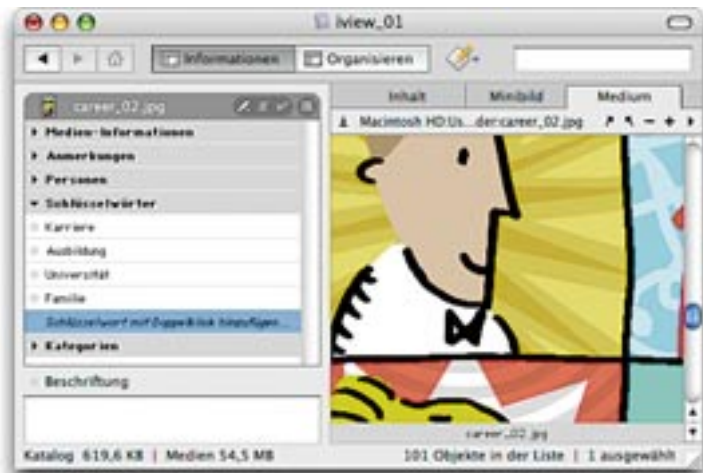 iview_01
Informationen Organisieren
career_02.jpg
Medien-Informationen
Anmerkungen
Personen
Schlüsselwörter
Karriere
Ausbildung
Universität
Familie
Schlüsselwort mit Doppelklick hinzufügen...
Kategorien
Beschriftung
Katalog 619,6 KB | Medien 54,5 MB
Inhalt Minibild Medium
Macintosh HD:Us...der:career_02.jpg
career_02.jpg
101 Objekte in der Liste | 1 ausgewählt